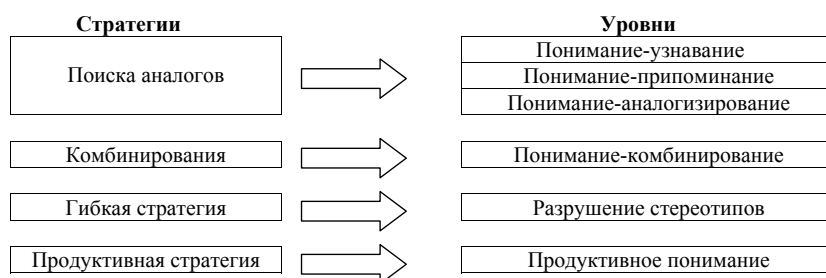 Стратегии
Уровни
Поиска аналогов
Понимание-узнавание
Понимание-припоминание
Понимание-аналогизирование
Комбинирования
Понимание-комбинирование
Гибкая стратегия
Разрушение стереотипов
Продуктивная стратегия
Продуктивное понимание